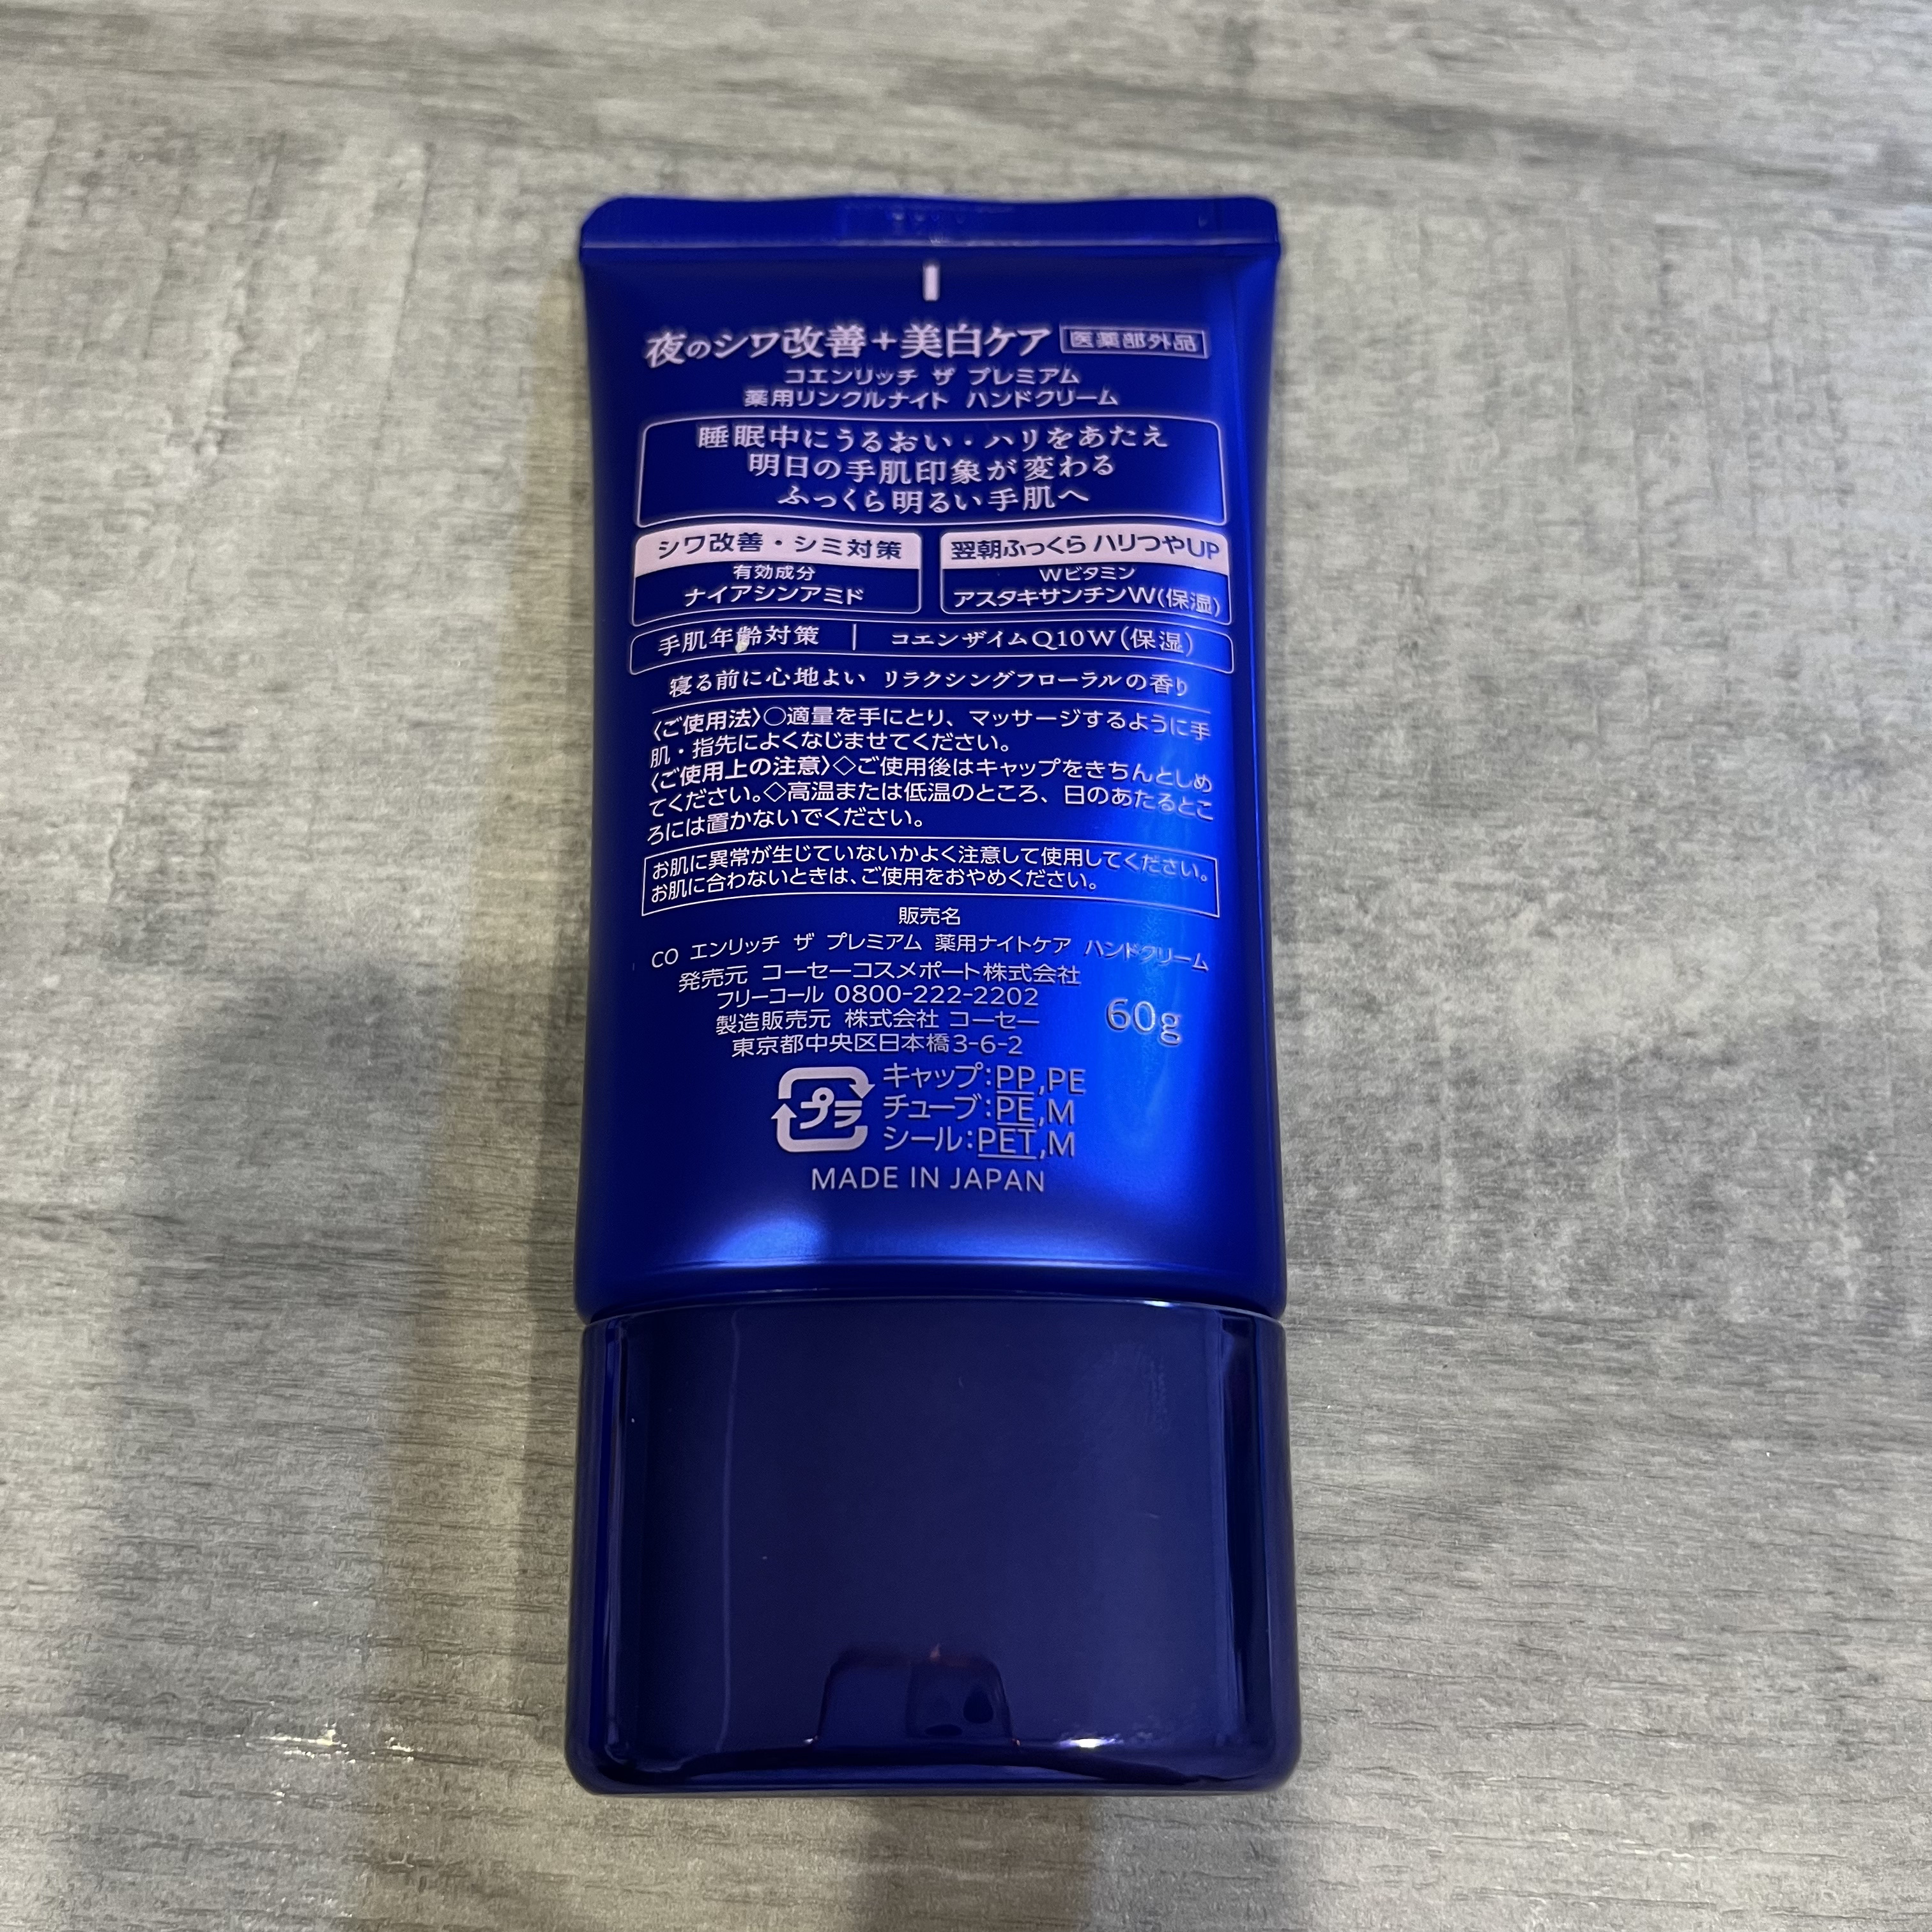 夜のシワ改善+美白ケア 医薬部外品
コエンリッチ ザ プレミアム
薬用リンクルナイト ハンドクリーム
睡眠中にうるおい・ハリをあたえ
明日の手肌印象が変わる
ふっくら明るい手肌へ
シワ改善・シミ対策
有効成分
ナイアシンアミド
翌朝ふっくら ハリつやUP
Wビタミン
アスタキサンチンW(保湿)
手肌年齢対策 | コエンザイムQ10W(保湿)
寝る前に心地よい リラクシングフローラルの香り
〈ご使用法〉○適量を手にとり、マッサージするように手
肌・指先によくなじませてください。
〈ご使用上の注意〉◇ご使用後はキャップをきちんとしめ
てください。◇高温または低温のところ、日のあたるとこ
ろには置かないでください。
お肌に異常が生じていないかよく注意して使用してください。
お肌に合わないときは、ご使用をおやめください。
販売名
CO エンリッチ ザ プレミアム 薬用ナイトケア ハンドクリーム
発売元 コーセーコスメポート株式会社
フリーコール 0800-222-2202
製造販売元 株式会社 コーセー
東京都中央区日本橋3-6-2
60g
プラ
キャップ:PP,PE
チューブ:PE,M
シール:PET,M
MADE IN JAPAN